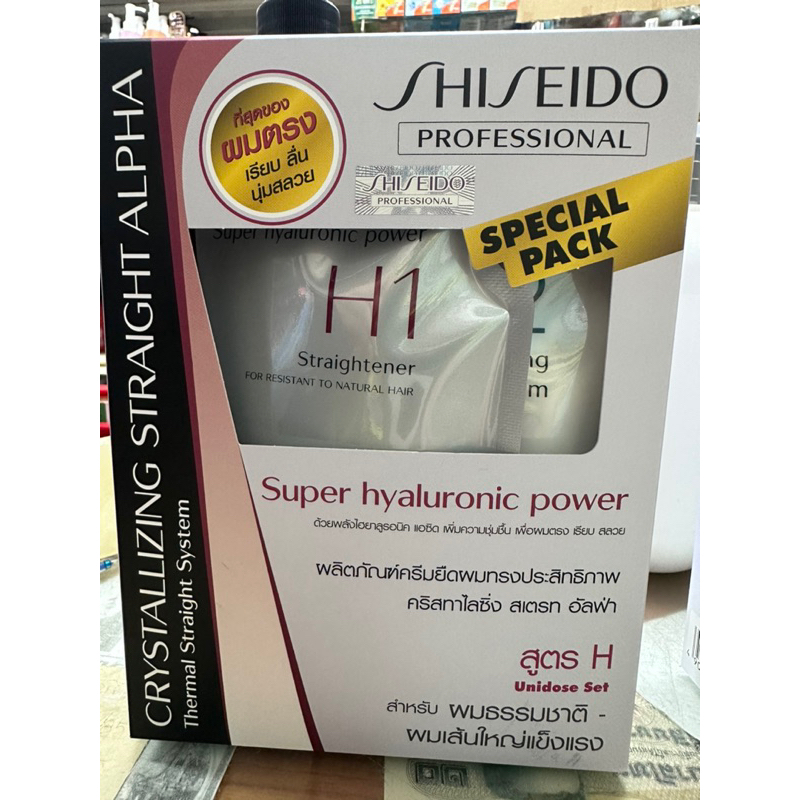 CRYSTALLIZING STRAIGHT ALPHA
Thermal Straight System
ที่สุดของ
ผมตรง
เรียบ ลื่น
นุ่มสลวย
SHISEIDO
PROFESSIONAL
SHISEIDO
PROFESSIONAL
SPECIAL
PACK
Super hyaluronic power
H1
Straightener
FOR RESISTANT TO NATURAL HAIR
2
Super hyaluronic power
ด้วยพลังไฮยาลูรอนิค แอซิด เพิ่มความชุ่มชื้น เพื่อผมตรง เรียบ สลวย
ผลิตภัณฑ์ครีมยืดผมทรงประสิทธิภาพ
คริสทาไลซิ่ง สเตรท อัลฟ่า
สูตร H
Unidose Set
สำหรับ ผมธรรมชาติ -
ผมเส้นใหญ่แข็งแรง